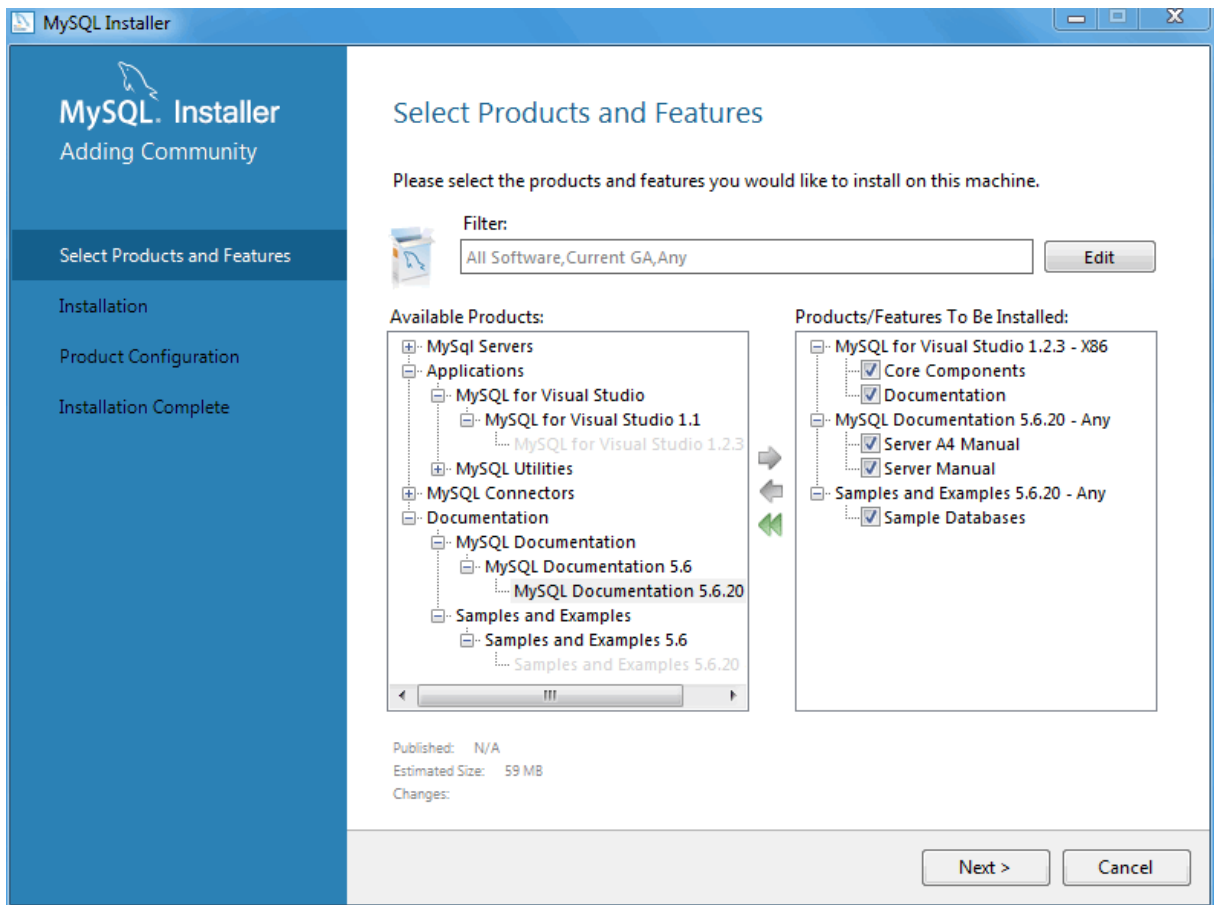 MySQL Installer
MySQL. Installer
Adding Community
Select Products and Features
Installation
Product Configuration
Installation Complete
Select Products and Features
Please select the products and features you would like to install on this machine.
Filter:
All Software,Current GA,Any
Edit
Available Products:
MySql Servers
Applications
MySQL for Visual Studio
MySQL for Visual Studio 1.1
MySQL for Visual Studio 1.2.3
MySQL Utilities
MySQL Connectors
Documentation
MySQL Documentation
MySQL Documentation 5.6
MySQL Documentation 5.6.20
Samples and Examples
Samples and Examples 5.6
Samples and Examples 5.6.20
Products/Features To Be Installed:
MySQL for Visual Studio 1.2.3 - X86
Core Components
Documentation
MySQL Documentation 5.6.20 - Any
Server A4 Manual
Server Manual
Samples and Examples 5.6.20 - Any
Sample Databases
Published: N/A
Estimated Size: 59 MB
Changes:
Next >
Cancel